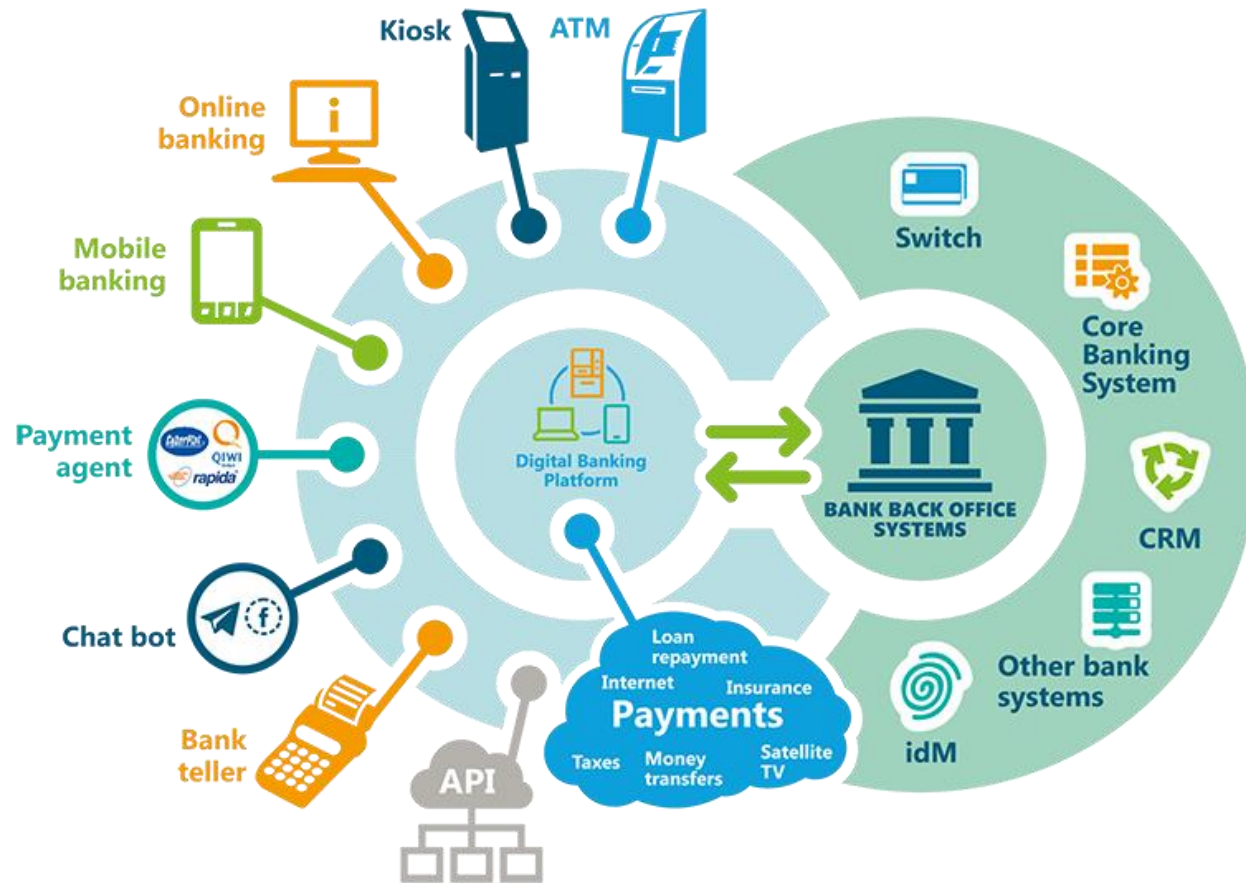 Kiosk
ATM
Online
banking
Mobile
banking
Payment
agent
QIWI
rapida
Chat bot
f
Bank
teller
API
i
Digital Banking
Platform
Loan
repayment
Internet
Insurance
Payments
Taxes
Money
transfers
Satellite
TV
BANK BACK OFFICE
SYSTEMS
Switch
Core
Banking
System
CRM
Other bank
systems
idM